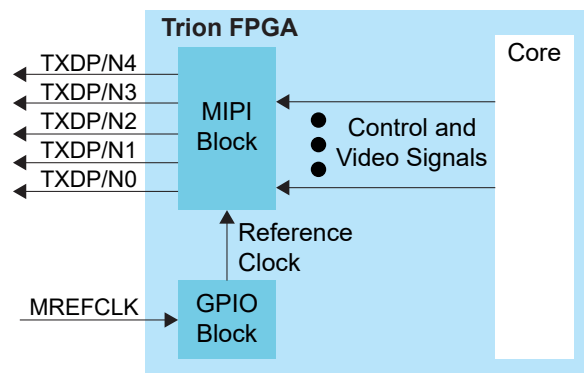 Trion FPGA
Core
TXDP/N4
TXDP/N3
TXDP/N2
TXDP/N1
TXDP/N0
MIPI
Block
Control and
Video Signals
Reference
Clock
MREFCLK
GPIO
Block